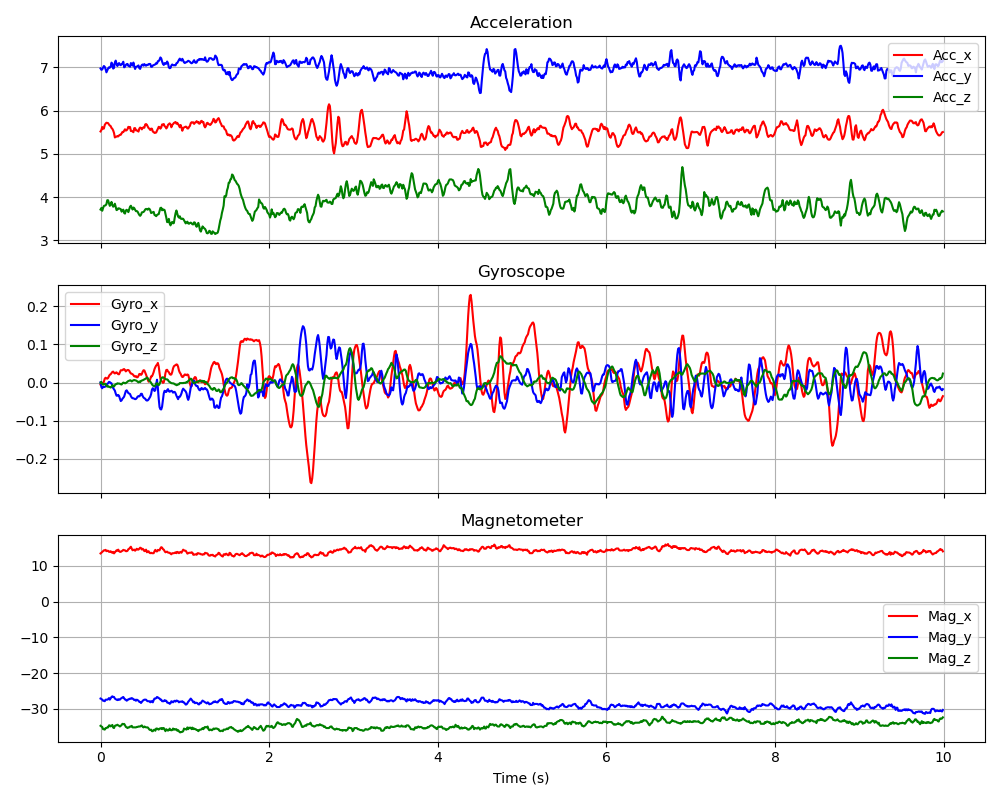 Acceleration
7
6
5
4
3
Acc_x
Acc_y
Acc_z
Gyroscope
0.2
0.1
0.0
−0.1
−0.2
Gyro_x
Gyro_y
Gyro_z
Magnetometer
10
0
−10
−20
−30
Mag_x
Mag_y
Mag_z
0 2 4 6 8 10
Time (s)